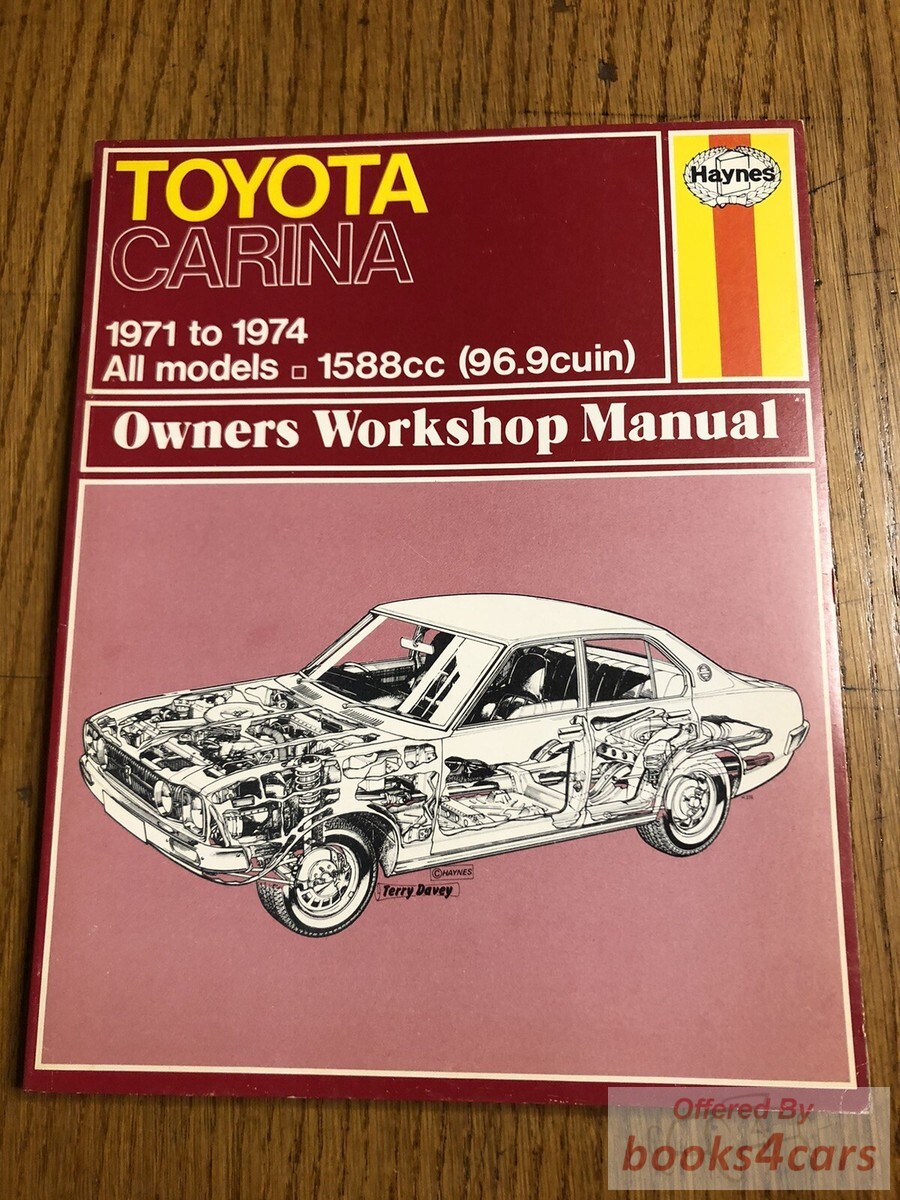 TOYOTA
CARINA
1971 to 1974
All models □ 1588cc (96.9cuin)
Haynes
Owners Workshop Manual
©HAYNES
Terry Davey
Offered By
books4cars